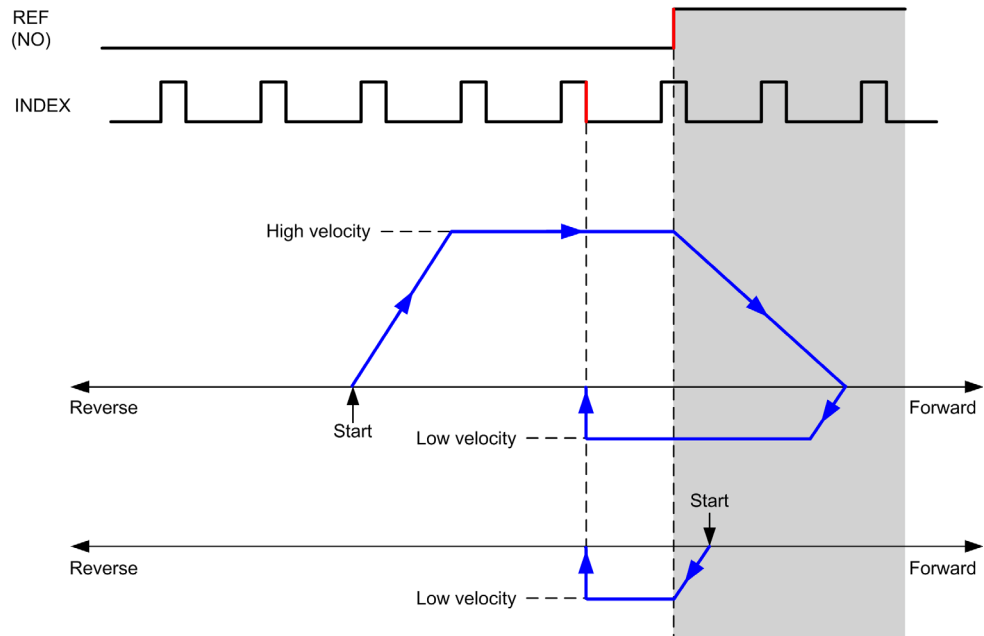 REF
(NO)
INDEX
High velocity
Reverse
Forward
Start
Low velocity
Start
Reverse
Forward
Low velocity